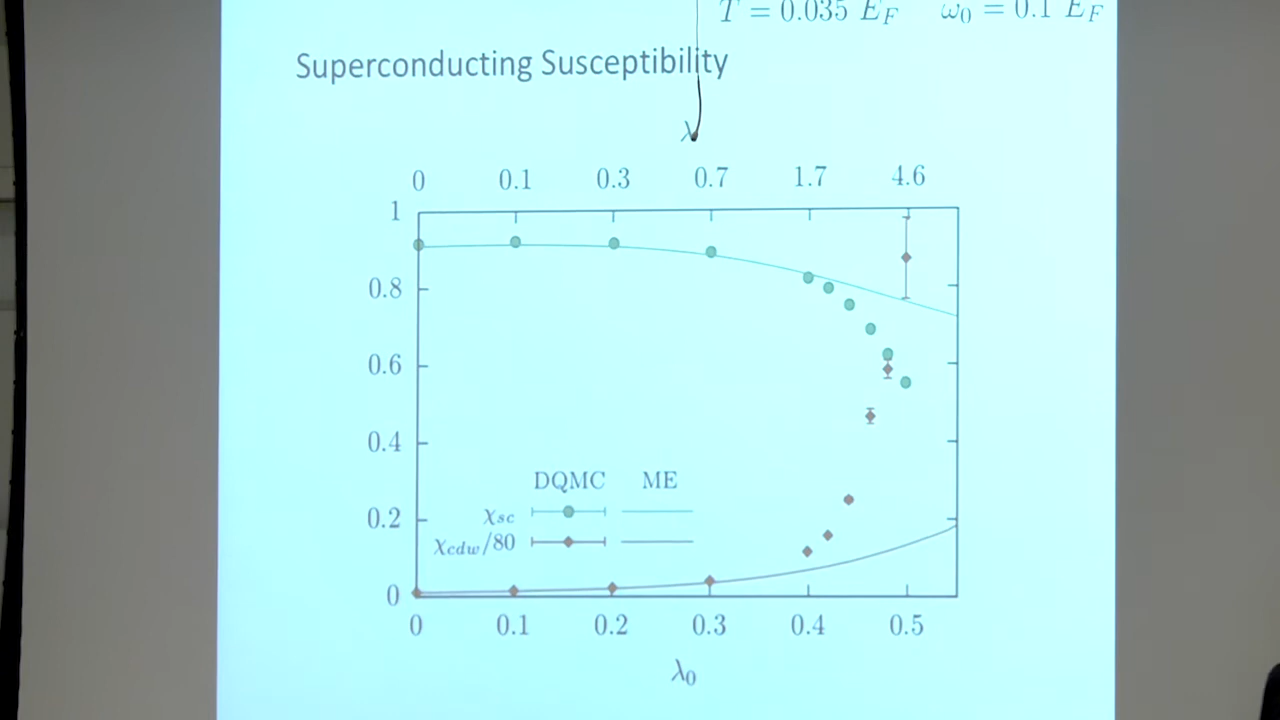 T = 0.035 E_F ω₀ = 0.1 E_F
Superconducting Susceptibility
λ
0 0.1 0.3 0.7 1.7 4.6
1
0.8
0.6
0.4
0.2
0
DQMC ME
χ_sc
χ_cdw/80
0 0.1 0.2 0.3 0.4 0.5
λ₀